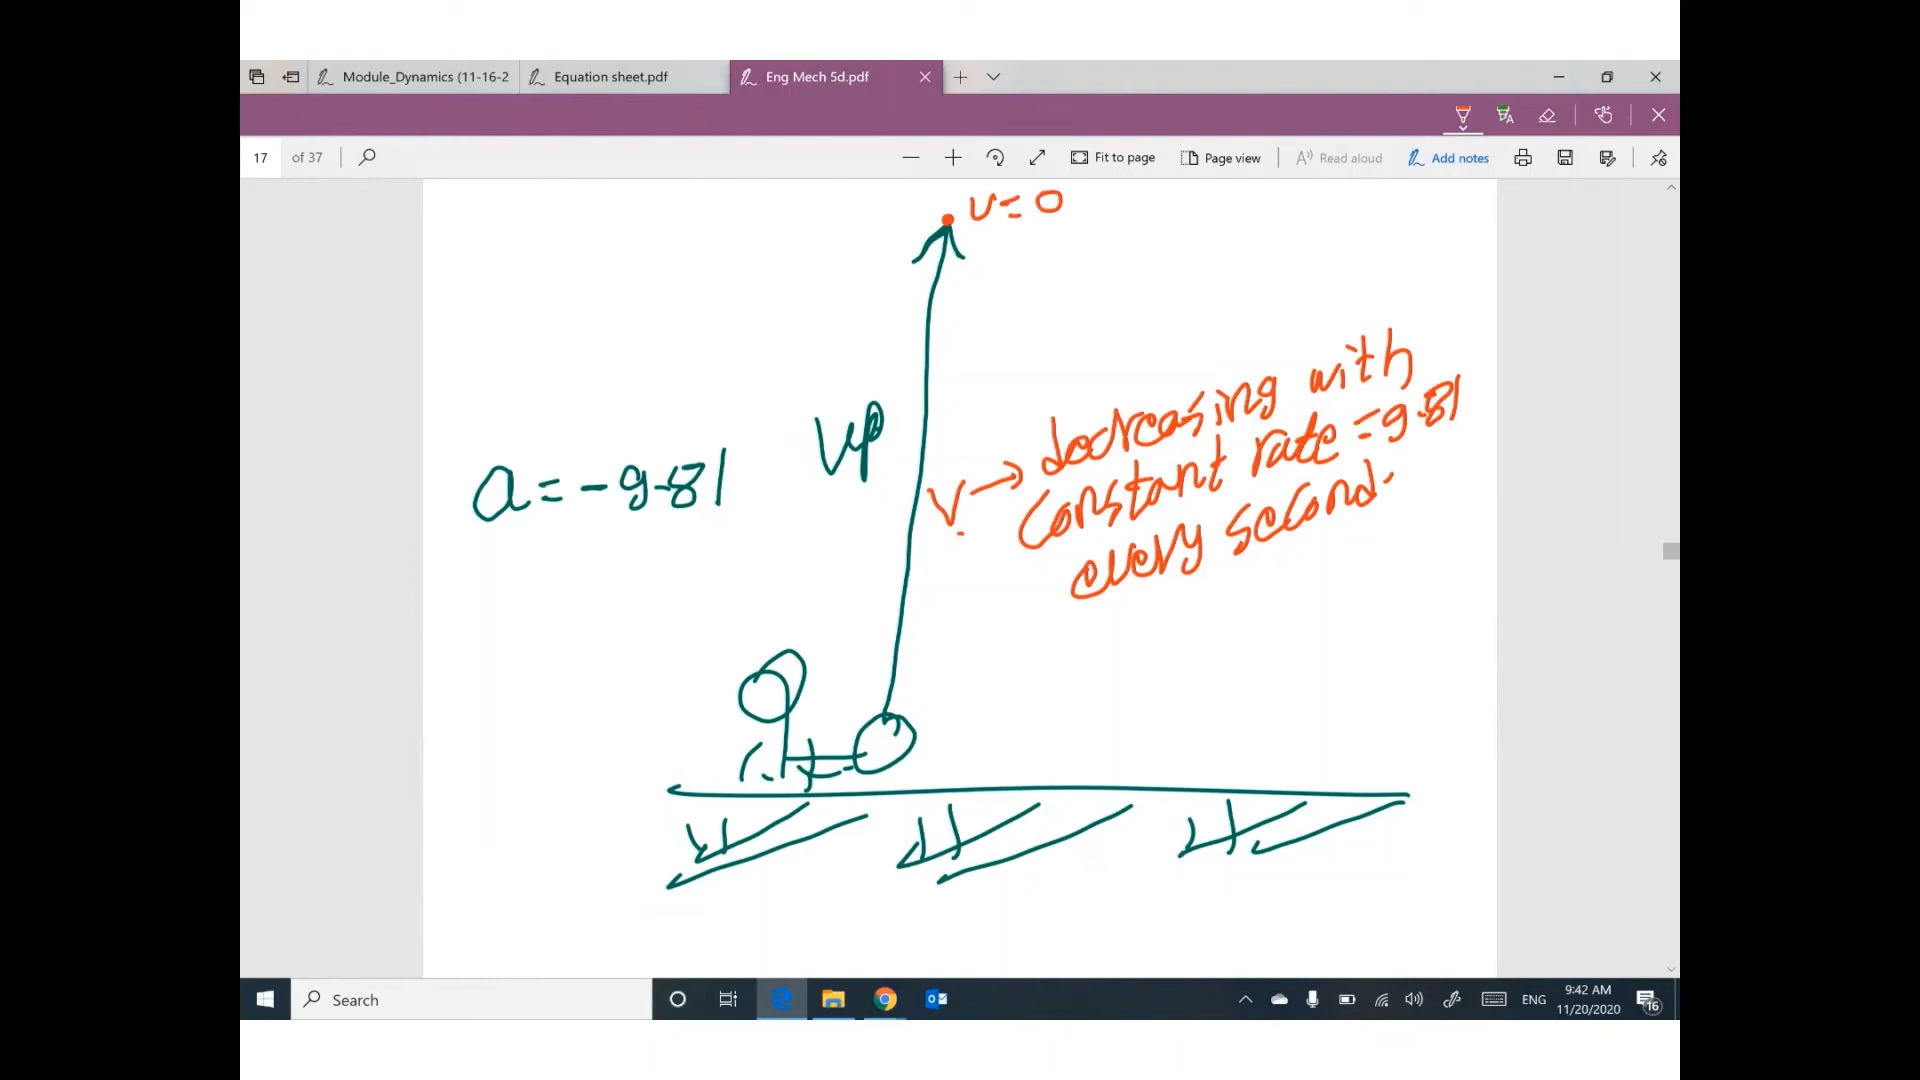 Module_Dynamics (11-16-2
Equation sheet.pdf
Eng Mech 5d.pdf
17 of 37
Fit to page
Page view
Read aloud
Add notes
v = 0
up
a = - 9.81
v → decreasing with
constant rate = 9.81
every second.
Search
ENG
9:42 AM
11/20/2020
16